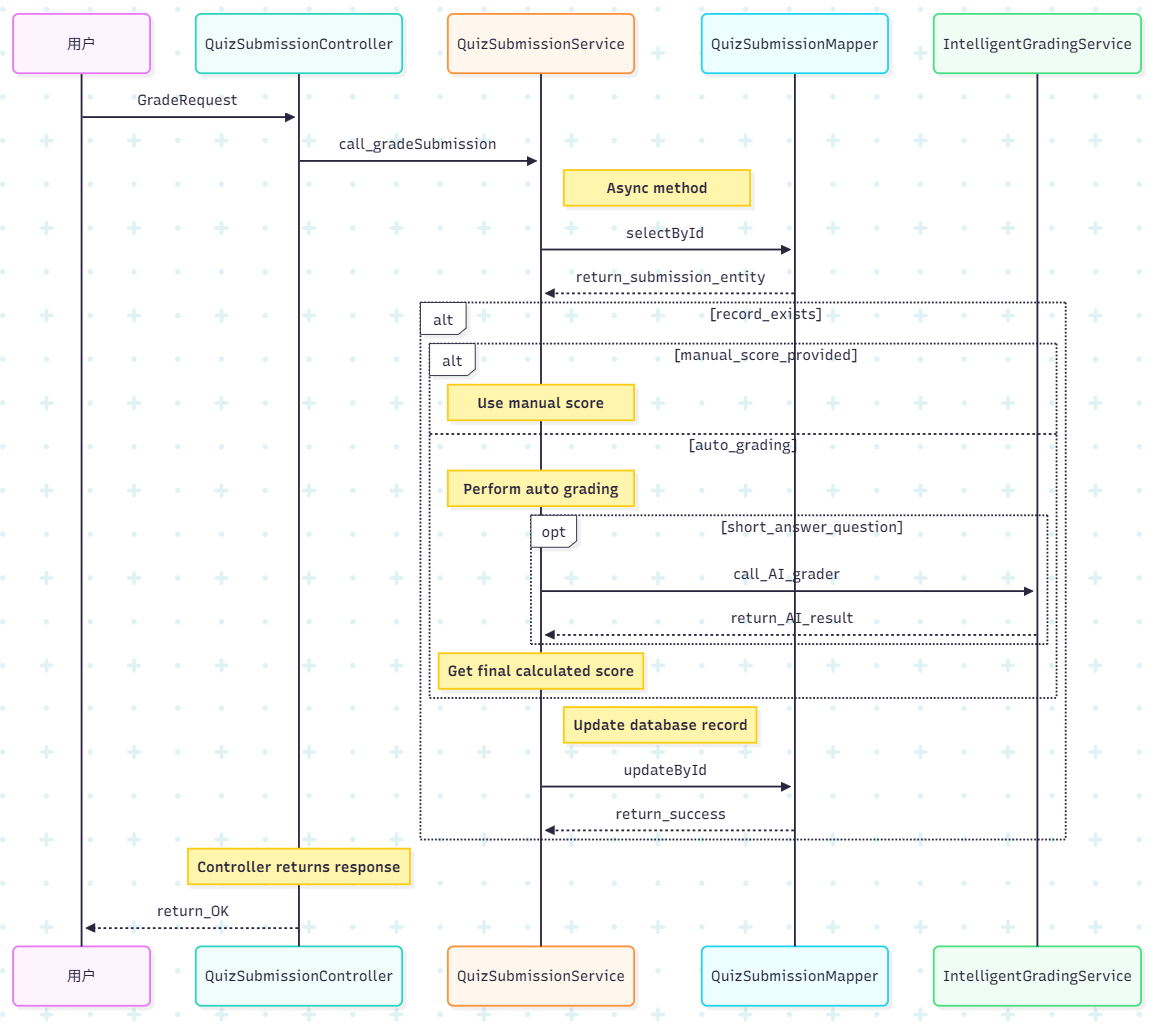 用户
QuizSubmissionController
QuizSubmissionService
QuizSubmissionMapper
IntelligentGradingService
GradeRequest
call_gradeSubmission
Async method
selectById
return_submission_entity
alt
[record_exists]
alt
[manual_score_provided]
Use manual score
[auto_grading]
Perform auto grading
opt
[short_answer_question]
call_AI_grader
return_AI_result
Get final calculated score
Update database record
updateById
return_success
Controller returns response
return_OK
用户
QuizSubmissionController
QuizSubmissionService
QuizSubmissionMapper
IntelligentGradingService